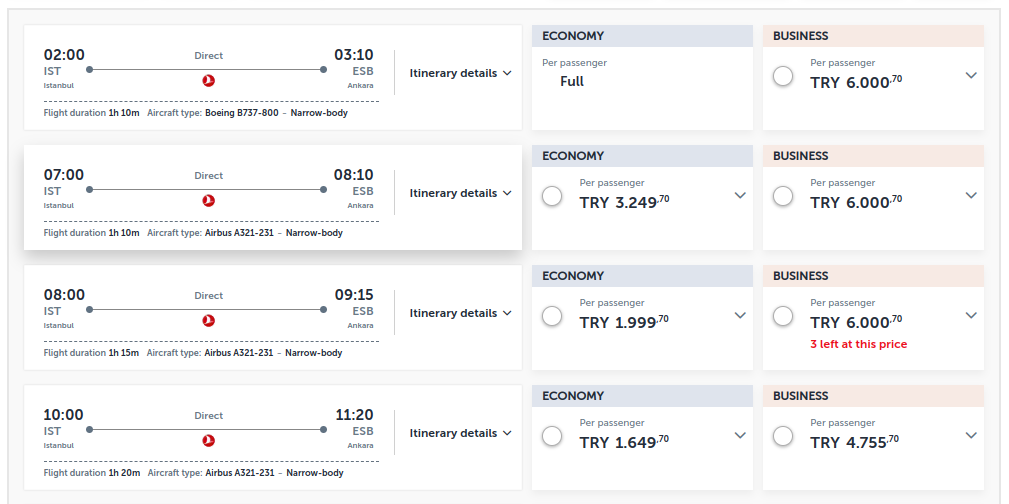 ECONOMY
BUSINESS
02:00 Direct 03:10
IST ESB
Istanbul Ankara
Itinerary details
Flight duration 1h 10m Aircraft type: Boeing B737-800 - Narrow-body
Per passenger
Full
Per passenger
TRY 6.000,70
ECONOMY
BUSINESS
07:00 Direct 08:10
IST ESB
Istanbul Ankara
Itinerary details
Flight duration 1h 10m Aircraft type: Airbus A321-231 - Narrow-body
Per passenger
TRY 3.249,70
Per passenger
TRY 6.000,70
ECONOMY
BUSINESS
08:00 Direct 09:15
IST ESB
Istanbul Ankara
Itinerary details
Flight duration 1h 15m Aircraft type: Airbus A321-231 - Narrow-body
Per passenger
TRY 1.999,70
Per passenger
TRY 6.000,70
3 left at this price
ECONOMY
BUSINESS
10:00 Direct 11:20
IST ESB
Istanbul Ankara
Itinerary details
Flight duration 1h 20m Aircraft type: Airbus A321-231 - Narrow-body
Per passenger
TRY 1.649,70
Per passenger
TRY 4.755,70